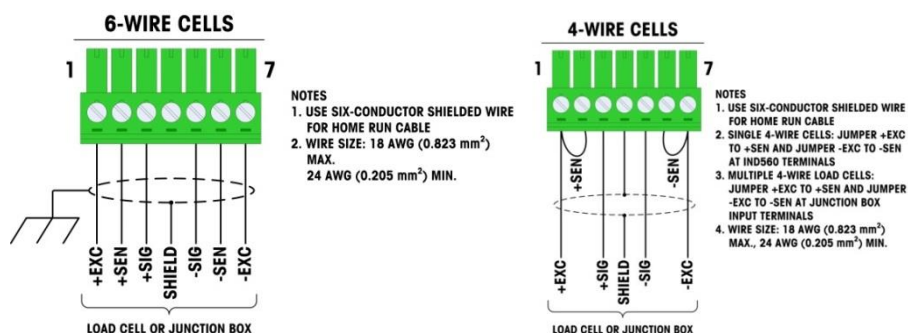 6-WIRE CELLS
1 7
+EXC
+SEN
+SIG
SHIELD
-SIG
-SEN
-EXC
LOAD CELL OR JUNCTION BOX
NOTES
1. USE SIX-CONDUCTOR SHIELDED WIRE
FOR HOME RUN CABLE
2. WIRE SIZE: 18 AWG (0.823 mm²)
MAX.
24 AWG (0.205 mm²) MIN.
4-WIRE CELLS
1 7
+SEN
-SEN
+EXC
+SIG
SHIELD
-SIG
-EXC
LOAD CELL OR JUNCTION BOX
NOTES
1. USE SIX-CONDUCTOR SHIELDED WIRE
FOR HOME RUN CABLE
2. SINGLE 4-WIRE CELLS: JUMPER +EXC
TO +SEN AND JUMPER -EXC TO -SEN
AT IND560 TERMINALS
3. MULTIPLE 4-WIRE LOAD CELLS:
JUMPER +EXC TO +SEN AND JUMPER
-EXC TO -SEN AT JUNCTION BOX
INPUT TERMINALS
4. WIRE SIZE: 18 AWG (0.823 mm²)
MAX., 24 AWG (0.205 mm²) MIN.